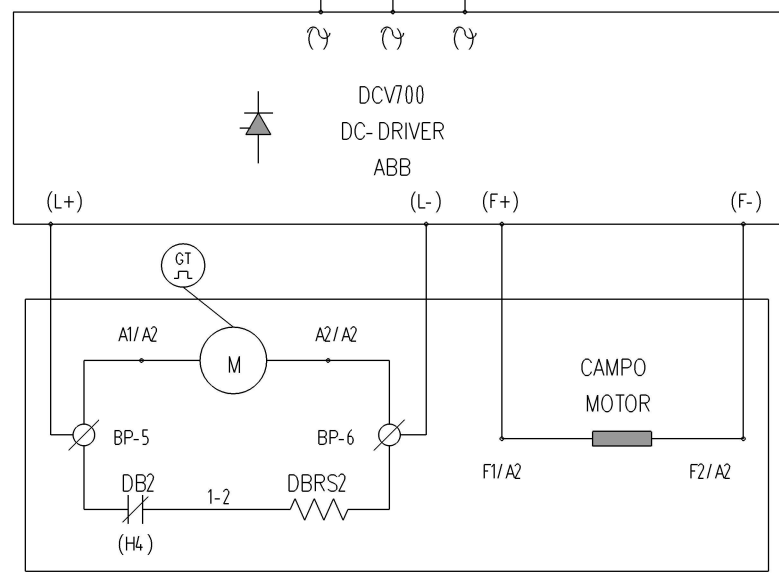 DCV700
DC-DRIVER
ABB
(L+)
(L-)
(F+)
(F-)
GT
A1/A2
M
A2/A2
CAMPO
MOTOR
BP-5
BP-6
F1/A2
F2/A2
DB2
1-2
DBRS2
(H4)